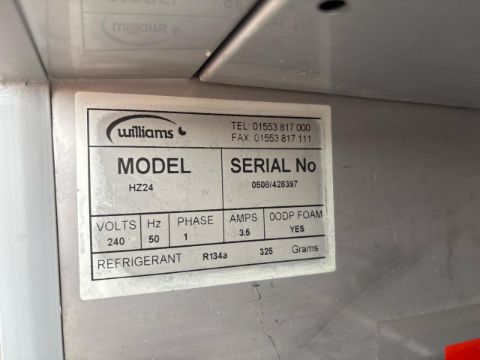 williams
TEL: 01553 817 000
FAX: 01553 817 111
MODEL
HZ24
SERIAL No
0508/428397
VOLTS
240
Hz
50
PHASE
1
AMPS
3.5
0ODP FOAM
YES
REFRIGERANT R134a 325 Grams